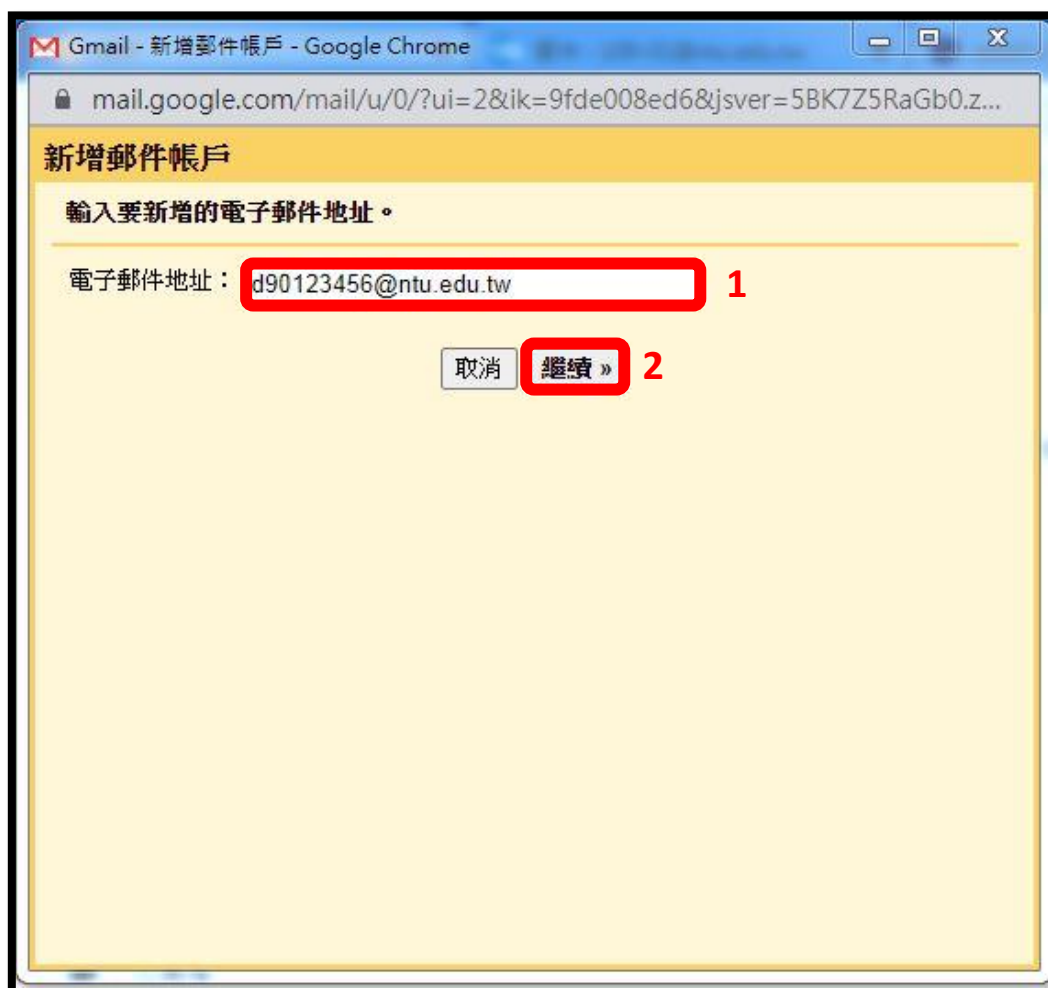 Gmail - 新增郵件帳戶 - Google Chrome
mail.google.com/mail/u/0/?ui=2&ik=9fde008ed6&jsver=5BK7Z5RaGb0.z...
新增郵件帳戶
輸入要新增的電子郵件地址。
電子郵件地址： d90123456@ntu.edu.tw 1
取消 繼續 » 2